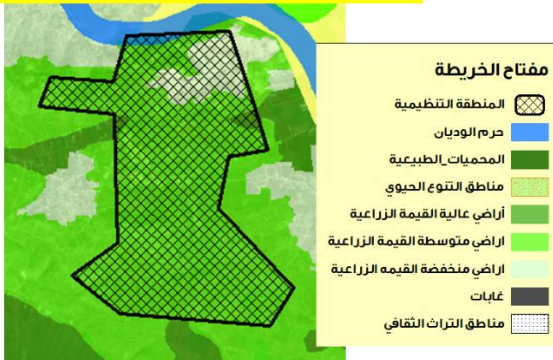 مفتاح الخريطة
المنطقة التنظيمية
حرم الوديان
المحميات_الطبيعية
مناطق التنوع الحيوي
أراضي عالية القيمة الزراعية
اراضي متوسطة القيمة الزراعية
اراضي منخفضة القيمه الزراعية
غابات
مناطق التراث الثقافي